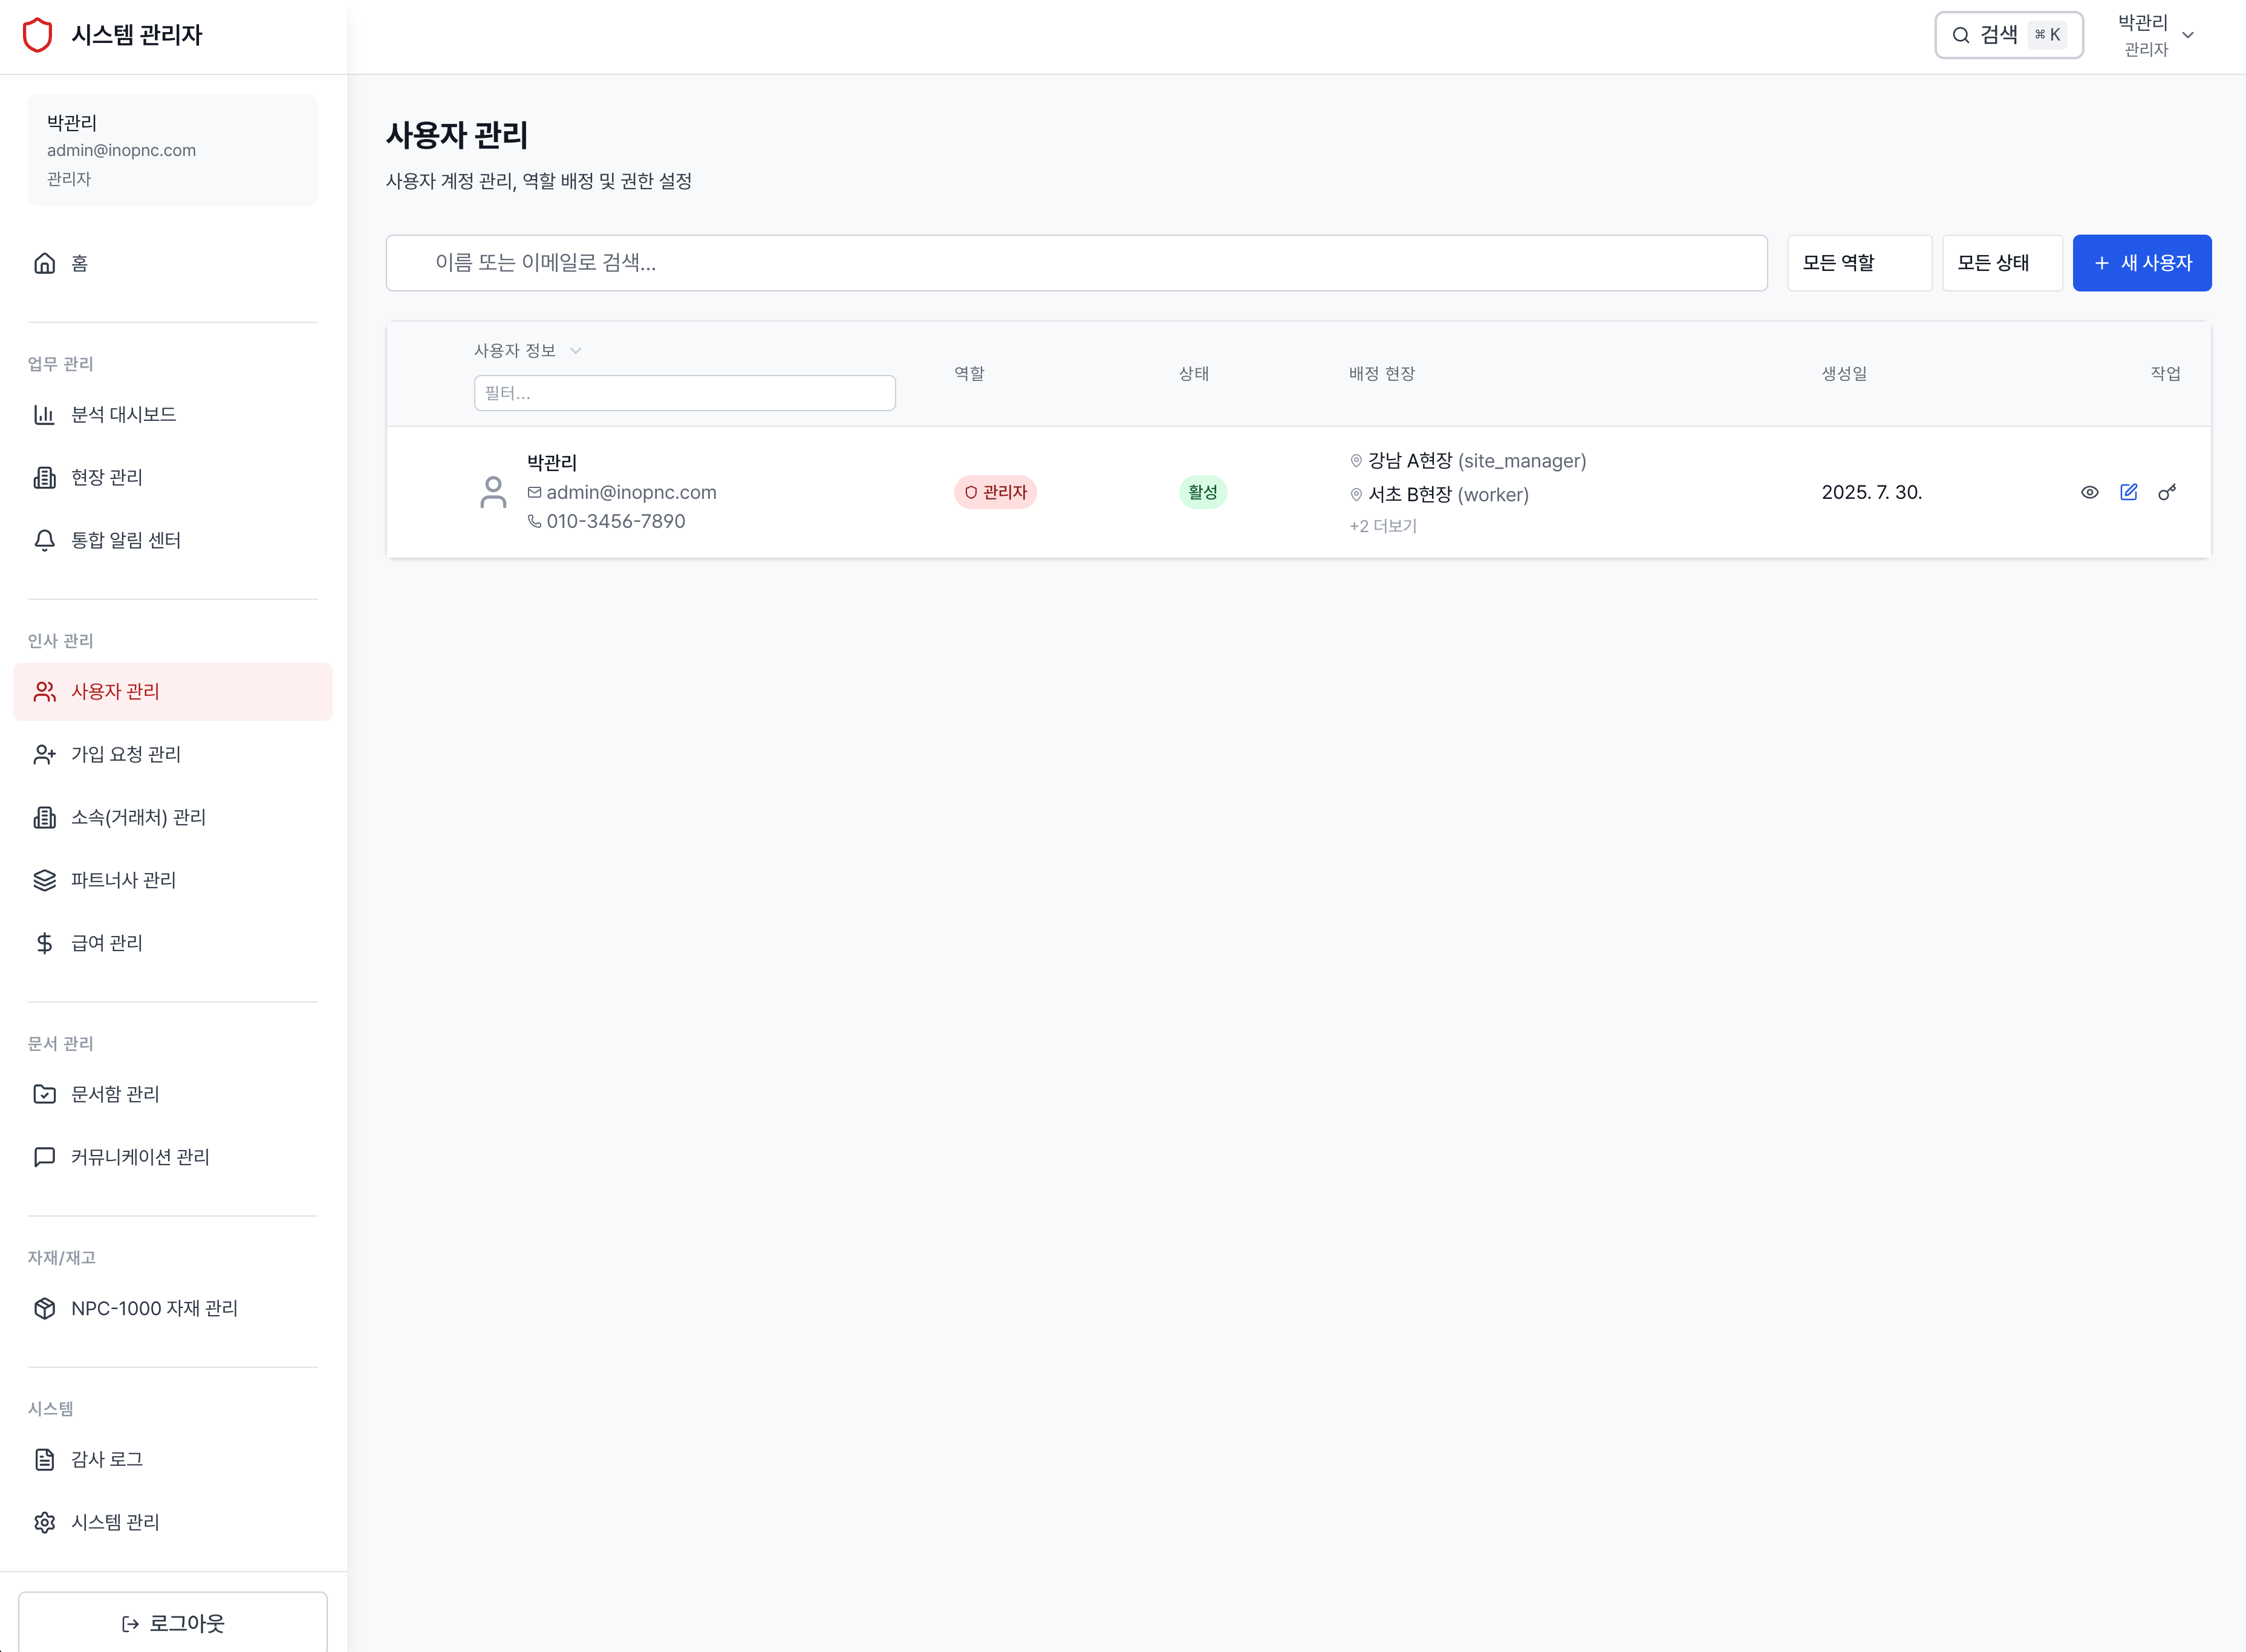 시스템 관리자
검색 ⌘ K
박관리
관리자
박관리
admin@inopnc.com
관리자
홈
업무 관리
분석 대시보드
현장 관리
통합 알림 센터
인사 관리
사용자 관리
가입 요청 관리
소속(거래처) 관리
파트너사 관리
급여 관리
문서 관리
문서함 관리
커뮤니케이션 관리
자재/재고
NPC-1000 자재 관리
시스템
감사 로그
시스템 관리
로그아웃
사용자 관리
사용자 계정 관리, 역할 배정 및 권한 설정
이름 또는 이메일로 검색...
모든 역할
모든 상태
+ 새 사용자
사용자 정보
필터...
역할
상태
배정 현장
생성일
작업
박관리
admin@inopnc.com
010-3456-7890
관리자
활성
강남 A현장 (site_manager)
서초 B현장 (worker)
+2 더보기
2025. 7. 30.